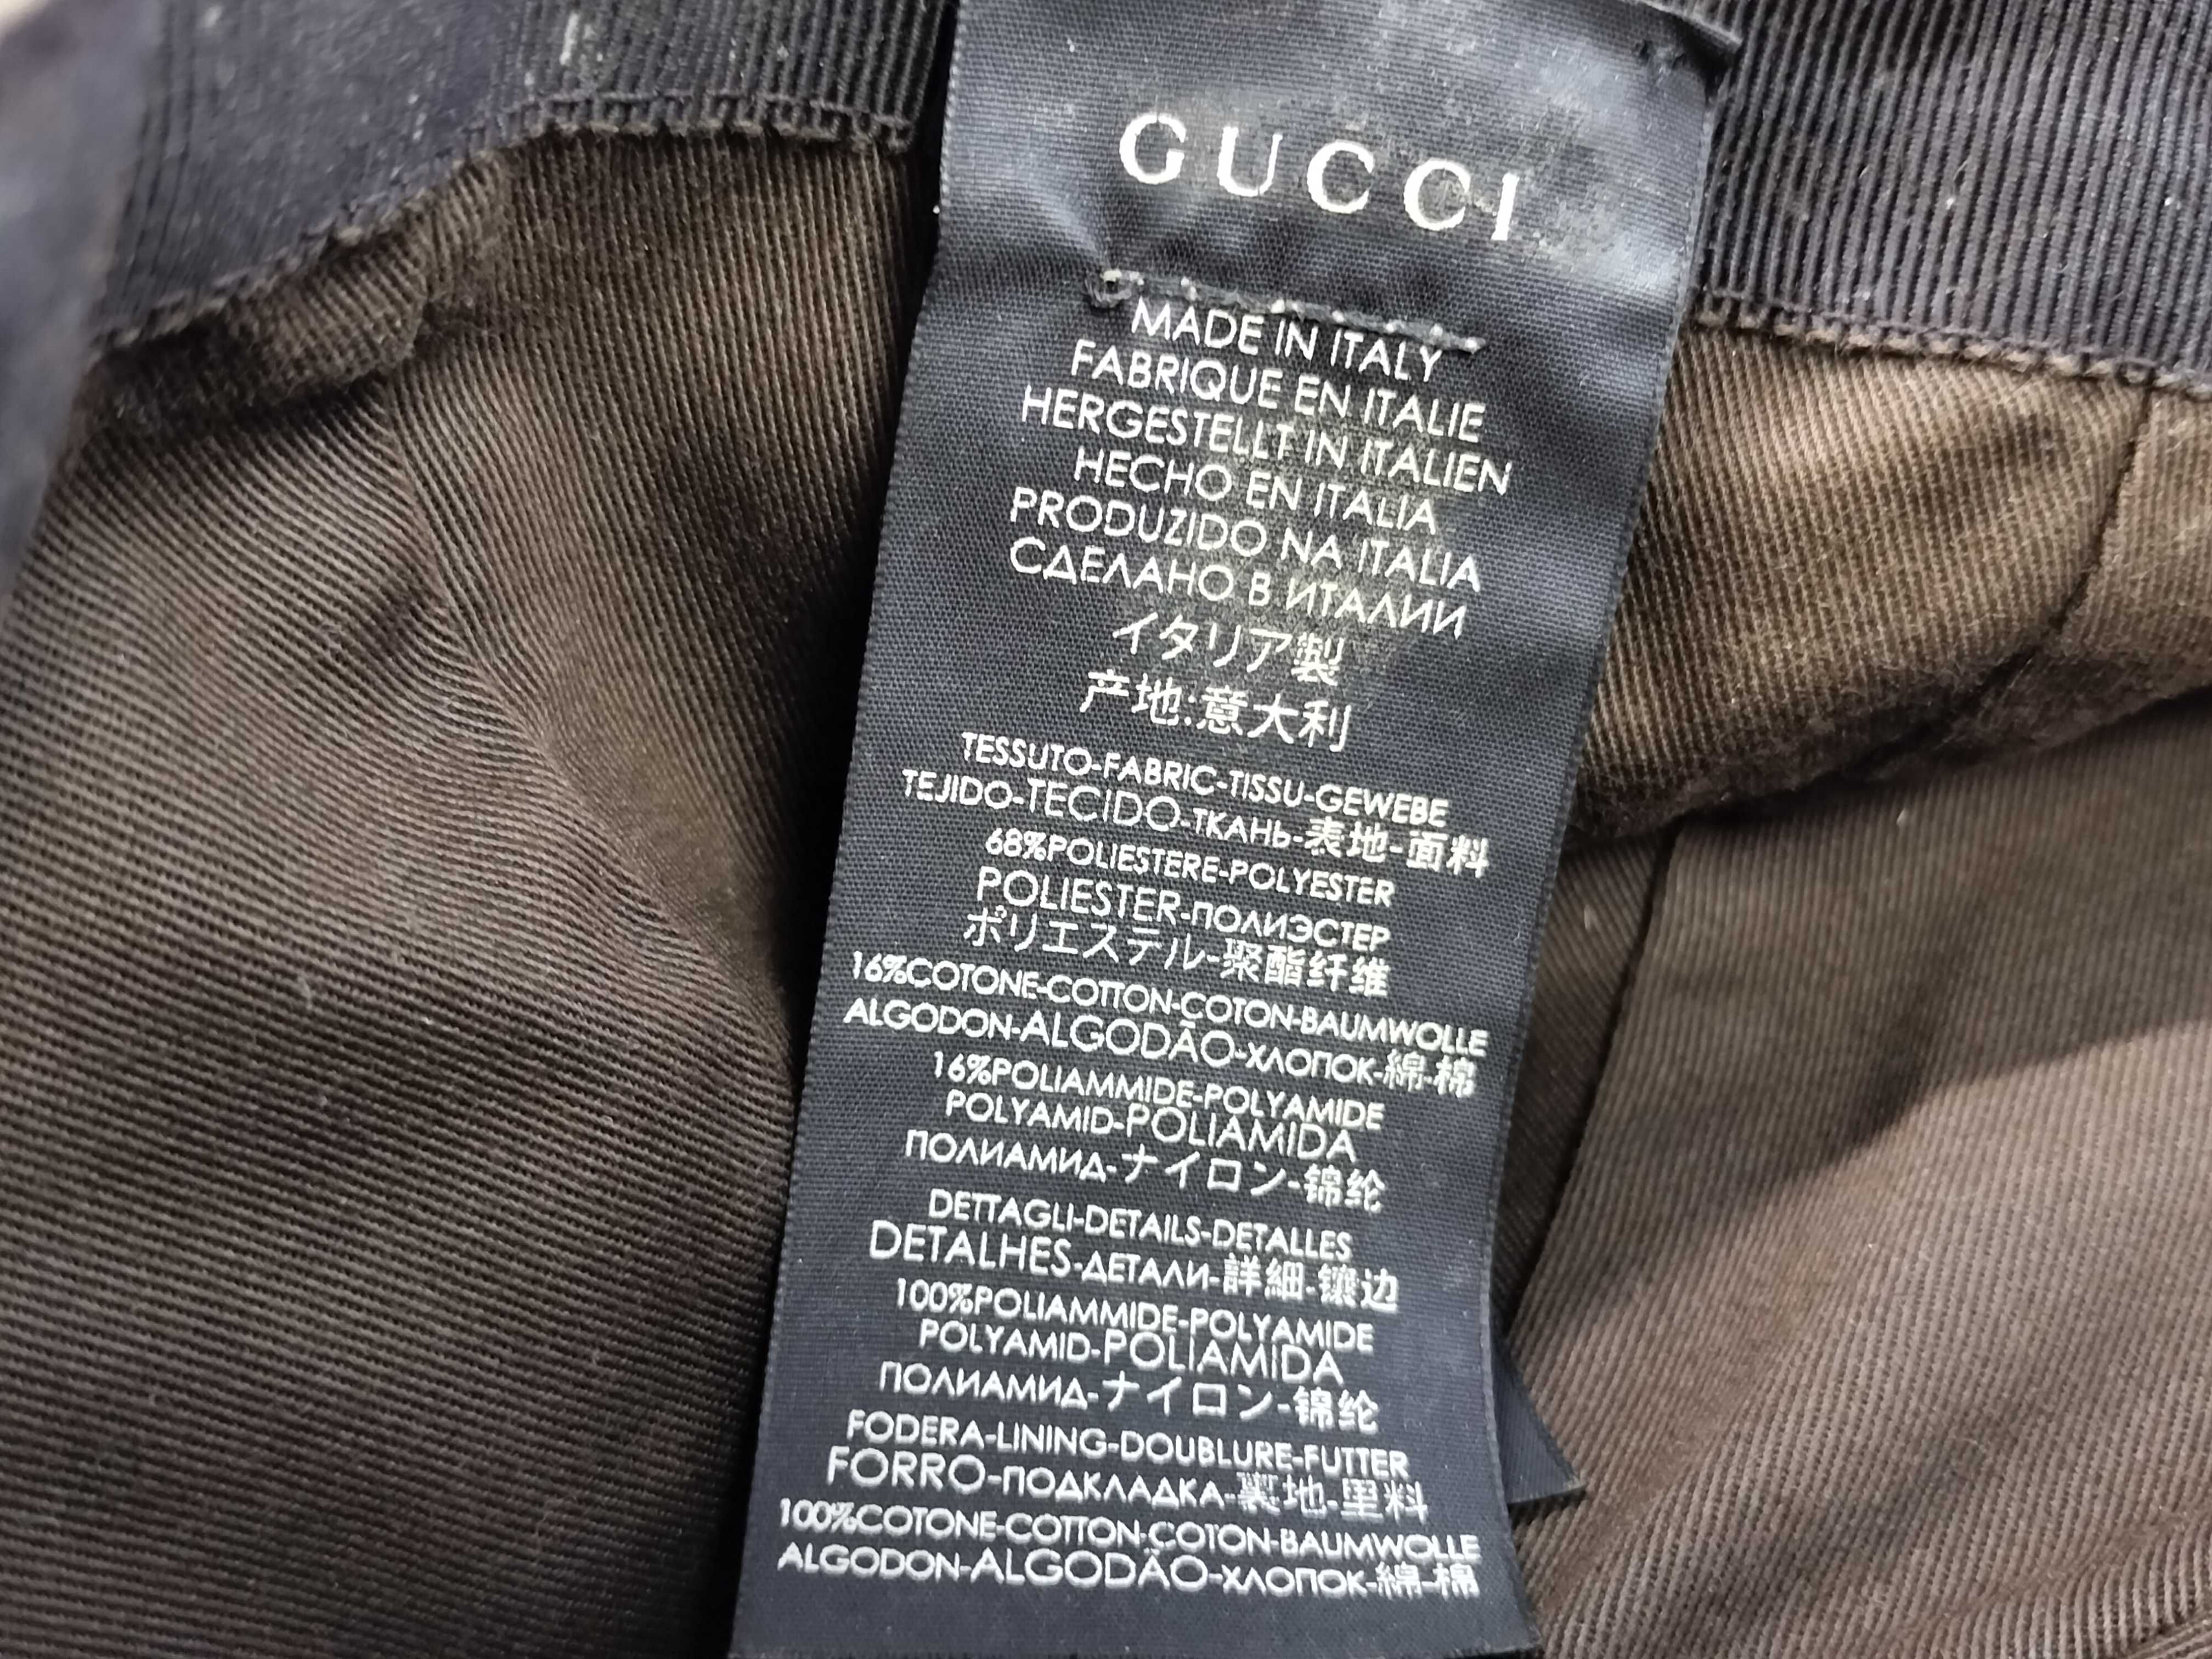 GUCCI
MADE IN ITALY
FABRIQUE EN ITALIE
HERGESTELLT IN ITALIEN
HECHO EN ITALIA
PRODUZIDO NA ITALIA
СДЕЛАНО В ИТАЛИИ
イタリア製
产地:意大利
TESSUTO-FABRIC-TISSU-GEWEBE
TEJIDO-TECIDO-ТКАНЬ-表地-面料
68%POLIESTERE-POLYESTER
POLIESTER-ПОЛИЭСТЕР
ポリエステル-聚酯纤维
16%COTONE-COTTON-COTON-BAUMWOLLE
ALGODON-ALGODÃO-ХЛОПОК-綿-棉
16%POLIAMMIDE-POLYAMIDE
POLYAMID-POLIAMIDA
ПОЛИАМИД-ナイロン-锦纶
DETTAGLI-DETAILS-DETALLES
DETALHES-ДЕТАЛИ-詳細-镶边
100%POLIAMMIDE-POLYAMIDE
POLYAMID-POLIAMIDA
ПОЛИАМИД-ナイロン-锦纶
FODERA-LINING-DOUBLURE-FUTTER
FORRO-ПОДКЛАДКА-裏地-里料
100%COTONE-COTTON-COTON-BAUMWOLLE
ALGODON-ALGODÃO-ХЛОПОК-綿-棉